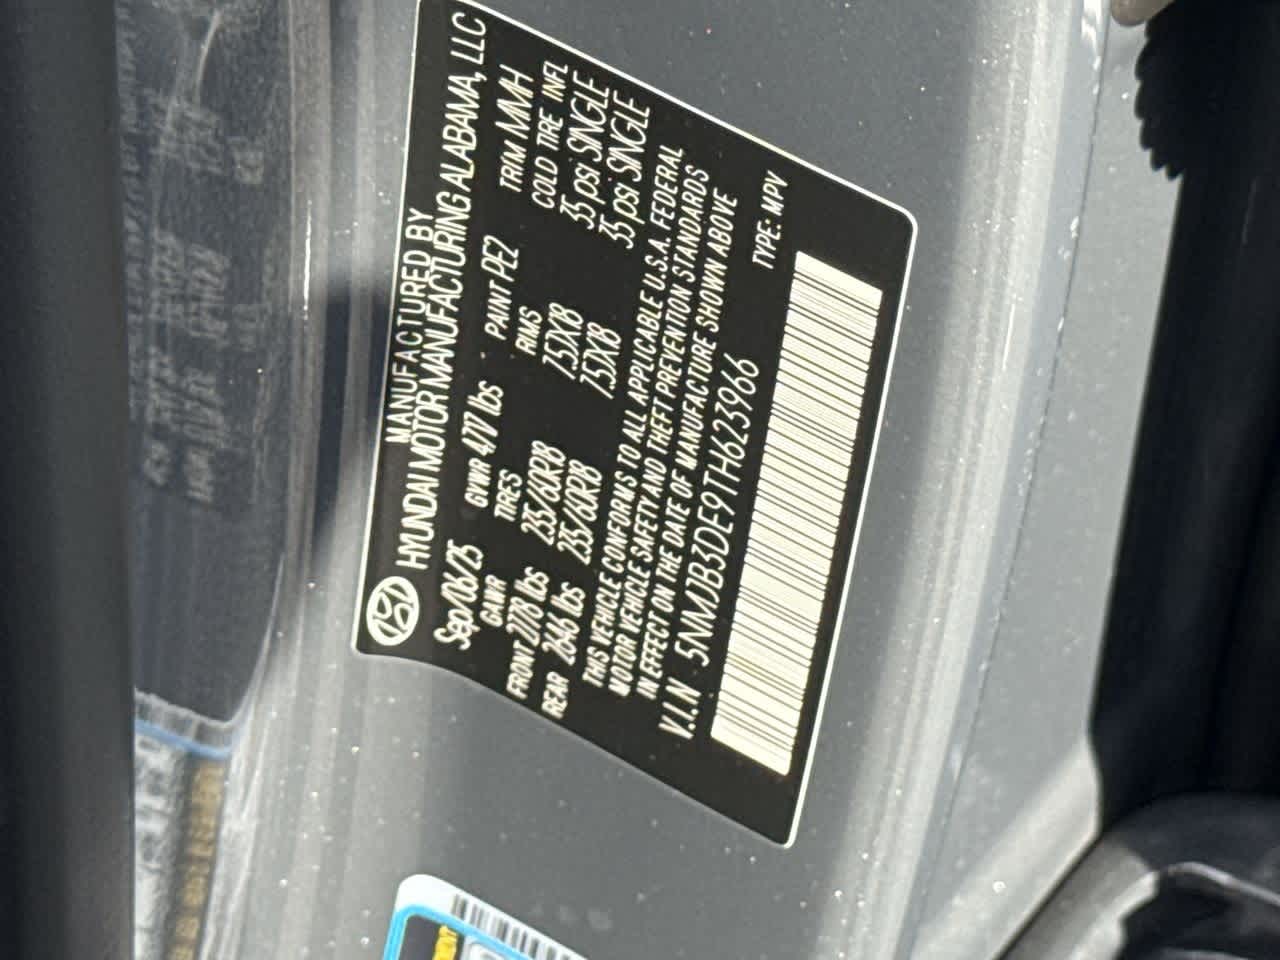 MANUFACTURED BY
HYUNDAI MOTOR MANUFACTURING ALABAMA, LLC
Sep/06/25 GVWR 4717 lbs PAINT PE2 TRIM MMH
GAWR TIRES RIMS COLD TIRE INFL
FRONT 2778 lbs 235/60R18 7.5JX18 35 psi SINGLE
REAR 2646 lbs 235/60R18 7.5JX18 35 psi SINGLE
THIS VEHICLE CONFORMS TO ALL APPLICABLE U.S.A. FEDERAL
MOTOR VEHICLE SAFETY AND THEFT PREVENTION STANDARDS
IN EFFECT ON THE DATE OF MANUFACTURE SHOWN ABOVE
V.I.N 5NMJB3DE9TH623966 TYPE: MPV